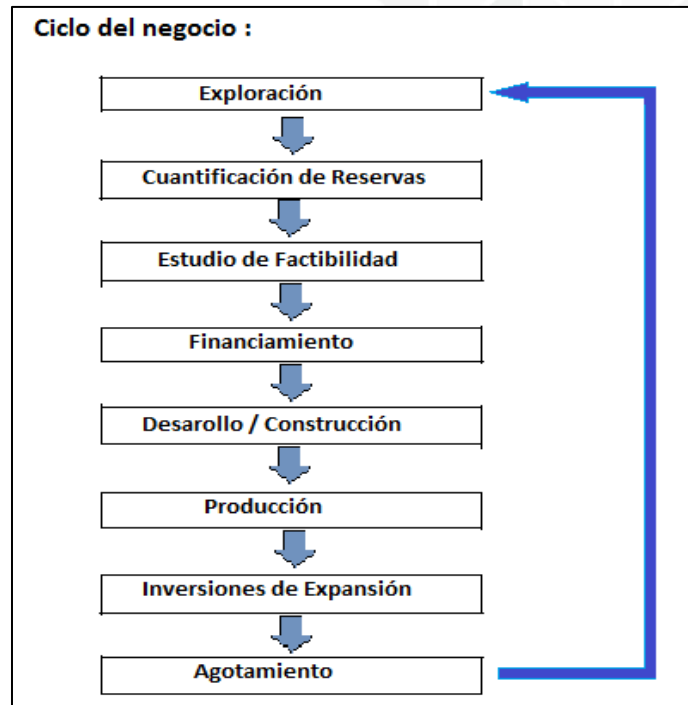 Ciclo del negocio :
Exploración
Cuantificación de Reservas
Estudio de Factibilidad
Financiamiento
Desarollo / Construcción
Producción
Inversiones de Expansión
Agotamiento